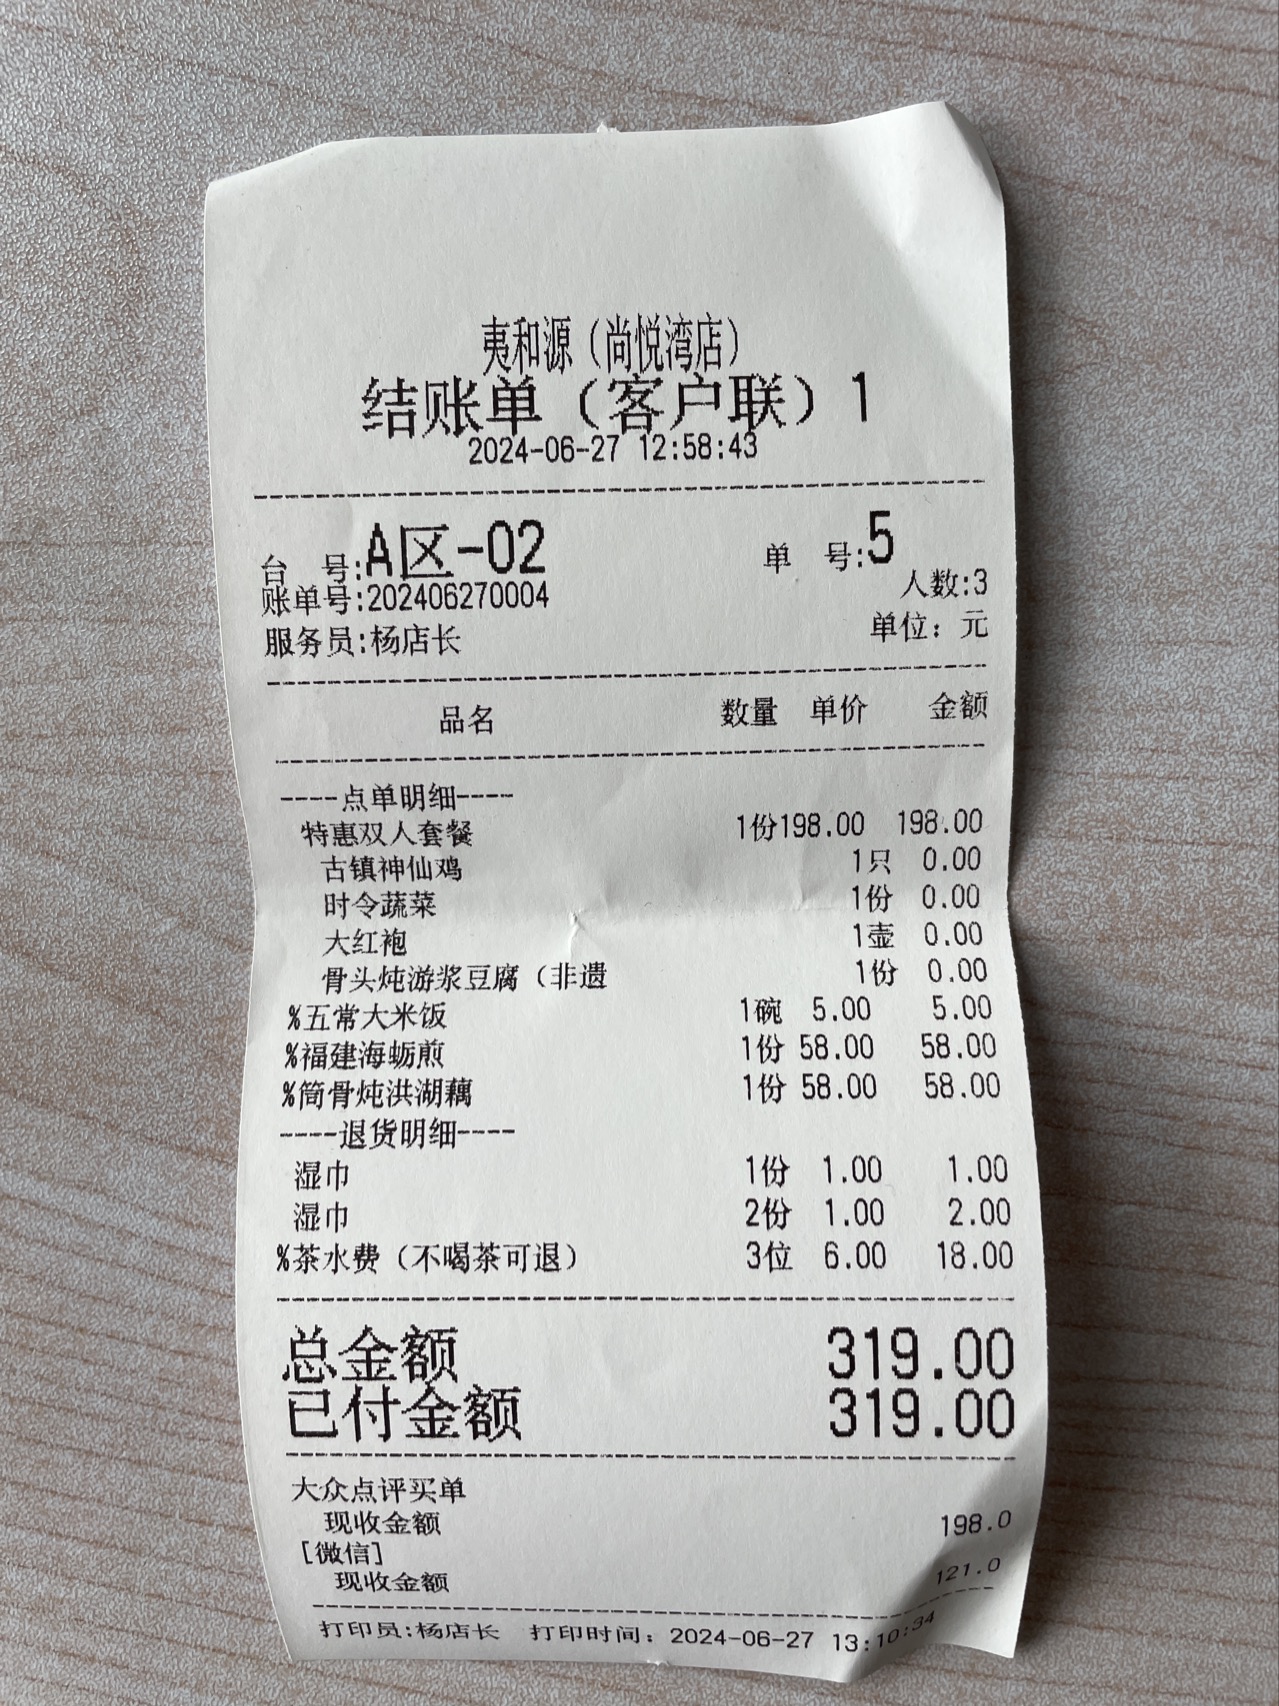 夷和源（尚悦湾店）
结账单（客户联）1
2024-06-27 12:58:43
台 号:A区-02 单 号:5
账单号:202406270004 人数:3
服务员:杨店长 单位：元
品名 数量 单价 金额
----点单明细----
特惠双人套餐 1份198.00 198.00
古镇神仙鸡 1只 0.00
时令蔬菜 1份 0.00
大红袍 1壶 0.00
骨头炖游浆豆腐（非遗 1份 0.00
%五常大米饭 1碗 5.00 5.00
%福建海蛎煎 1份 58.00 58.00
%筒骨炖洪湖藕 1份 58.00 58.00
----退货明细----
湿巾 1份 1.00 1.00
湿巾 2份 1.00 2.00
%茶水费（不喝茶可退） 3位 6.00 18.00
总金额 319.00
已付金额 319.00
大众点评买单
现收金额 198.0
[微信]
现收金额 121.0
打印员:杨店长 打印时间：2024-06-27 13:10:34